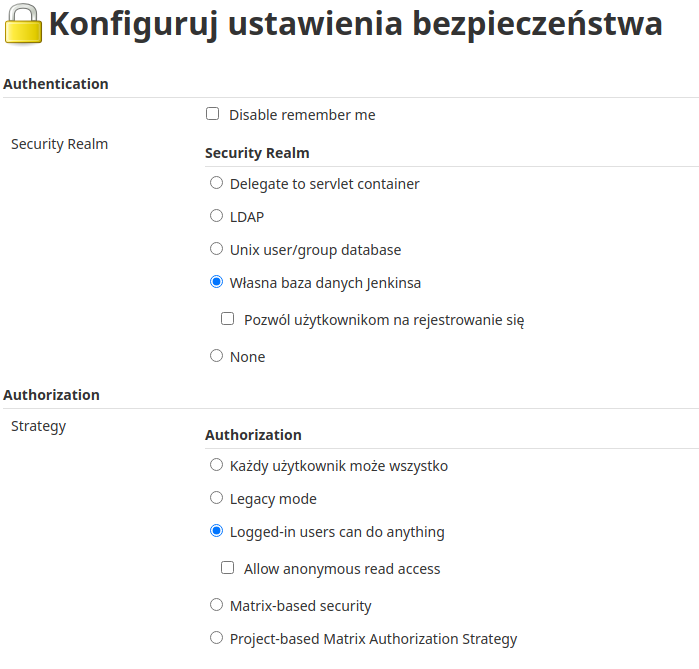 Konfiguruj ustawienia bezpieczeństwa
Authentication
Disable remember me
Security Realm
Security Realm
Delegate to servlet container
LDAP
Unix user/group database
Własna baza danych Jenkinsa
Pozwól użytkownikom na rejestrowanie się
None
Authorization
Strategy
Authorization
Każdy użytkownik może wszystko
Legacy mode
Logged-in users can do anything
Allow anonymous read access
Matrix-based security
Project-based Matrix Authorization Strategy